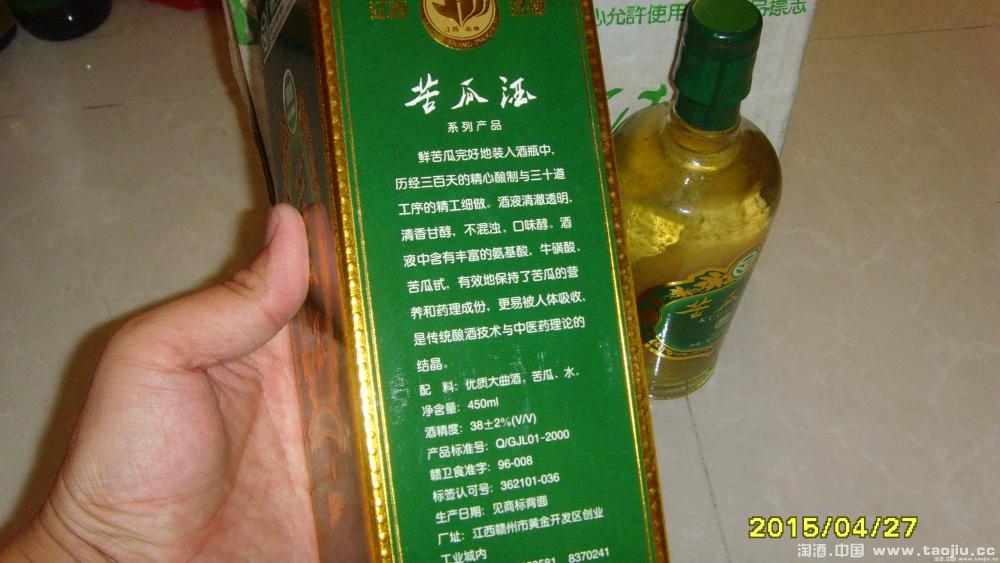 江西
允許使用
苦瓜酒
系列产品
鲜苦瓜完好地装入酒瓶中，
历经三百天的精心酿制与三十道
工序的精工细做。酒液清澈透明，
清香甘醇，不混浊，口味醇。酒
液中含有丰富的氨基酸，牛磺酸、
苦瓜甙，有效地保持了苦瓜的营
养和药理成份，更易被人体吸收，
是传统酿酒技术与中医药理论的
结晶。
配 料：优质大曲酒，苦瓜、水。
净含量：450ml
酒精度：38±2%(V/V)
产品标准号：Q/GJL01-2000
赣卫食准字：96-008
标签认可号：362101-036
生产日期：见商标背面
厂址：江西赣州市黄金开发区创业
工业城内
8370241
苦瓜
2015/04/27
淘酒.中国 www.taojiu.cc